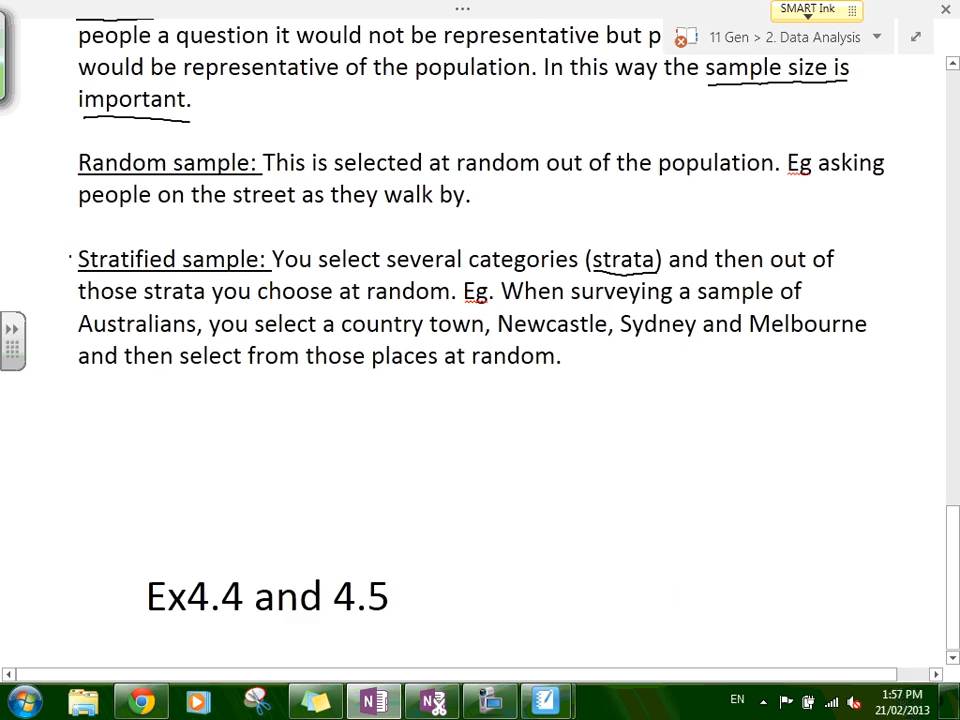 SMART Ink
people a question it would not be representative but p
11 Gen > 2. Data Analysis
would be representative of the population. In this way the sample size is
important.
Random sample: This is selected at random out of the population. Eg asking
people on the street as they walk by.
Stratified sample: You select several categories (strata) and then out of
those strata you choose at random. Eg. When surveying a sample of
Australians, you select a country town, Newcastle, Sydney and Melbourne
and then select from those places at random.
Ex4.4 and 4.5
EN
1:57 PM
21/02/2013